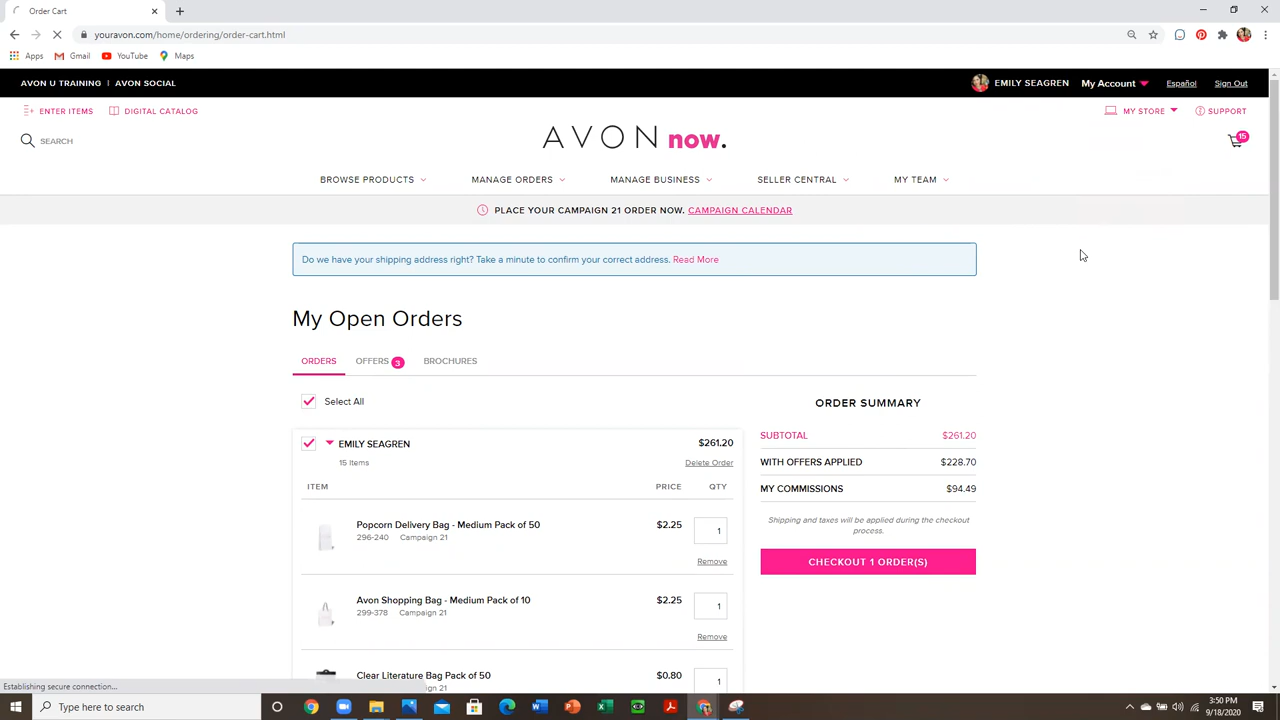 Order Cart
youravon.com/home/ordering/order-cart.html
Apps Gmail YouTube Maps
AVON U TRAINING | AVON SOCIAL EMILY SEAGREN My Account Español Sign Out
ENTER ITEMS DIGITAL CATALOG MY STORE SUPPORT
SEARCH AVON now. 15
BROWSE PRODUCTS MANAGE ORDERS MANAGE BUSINESS SELLER CENTRAL MY TEAM
PLACE YOUR CAMPAIGN 21 ORDER NOW. CAMPAIGN CALENDAR
Do we have your shipping address right? Take a minute to confirm your correct address. Read More
My Open Orders
ORDERS OFFERS 3 BROCHURES
Select All
EMILY SEAGREN $261.20
15 Items Delete Order
ITEM PRICE QTY
Popcorn Delivery Bag - Medium Pack of 50 $2.25 1
296-240 Campaign 21
Remove
Avon Shopping Bag - Medium Pack of 10 $2.25 1
299-378 Campaign 21
Remove
Clear Literature Bag Pack of 50 $0.80 1
ign 21
ORDER SUMMARY
SUBTOTAL $261.20
WITH OFFERS APPLIED $228.70
MY COMMISSIONS $94.49
Shipping and taxes will be applied during the checkout
process.
CHECKOUT 1 ORDER(S)
Establishing secure connection...
Type here to search
3:50 PM
9/18/2020